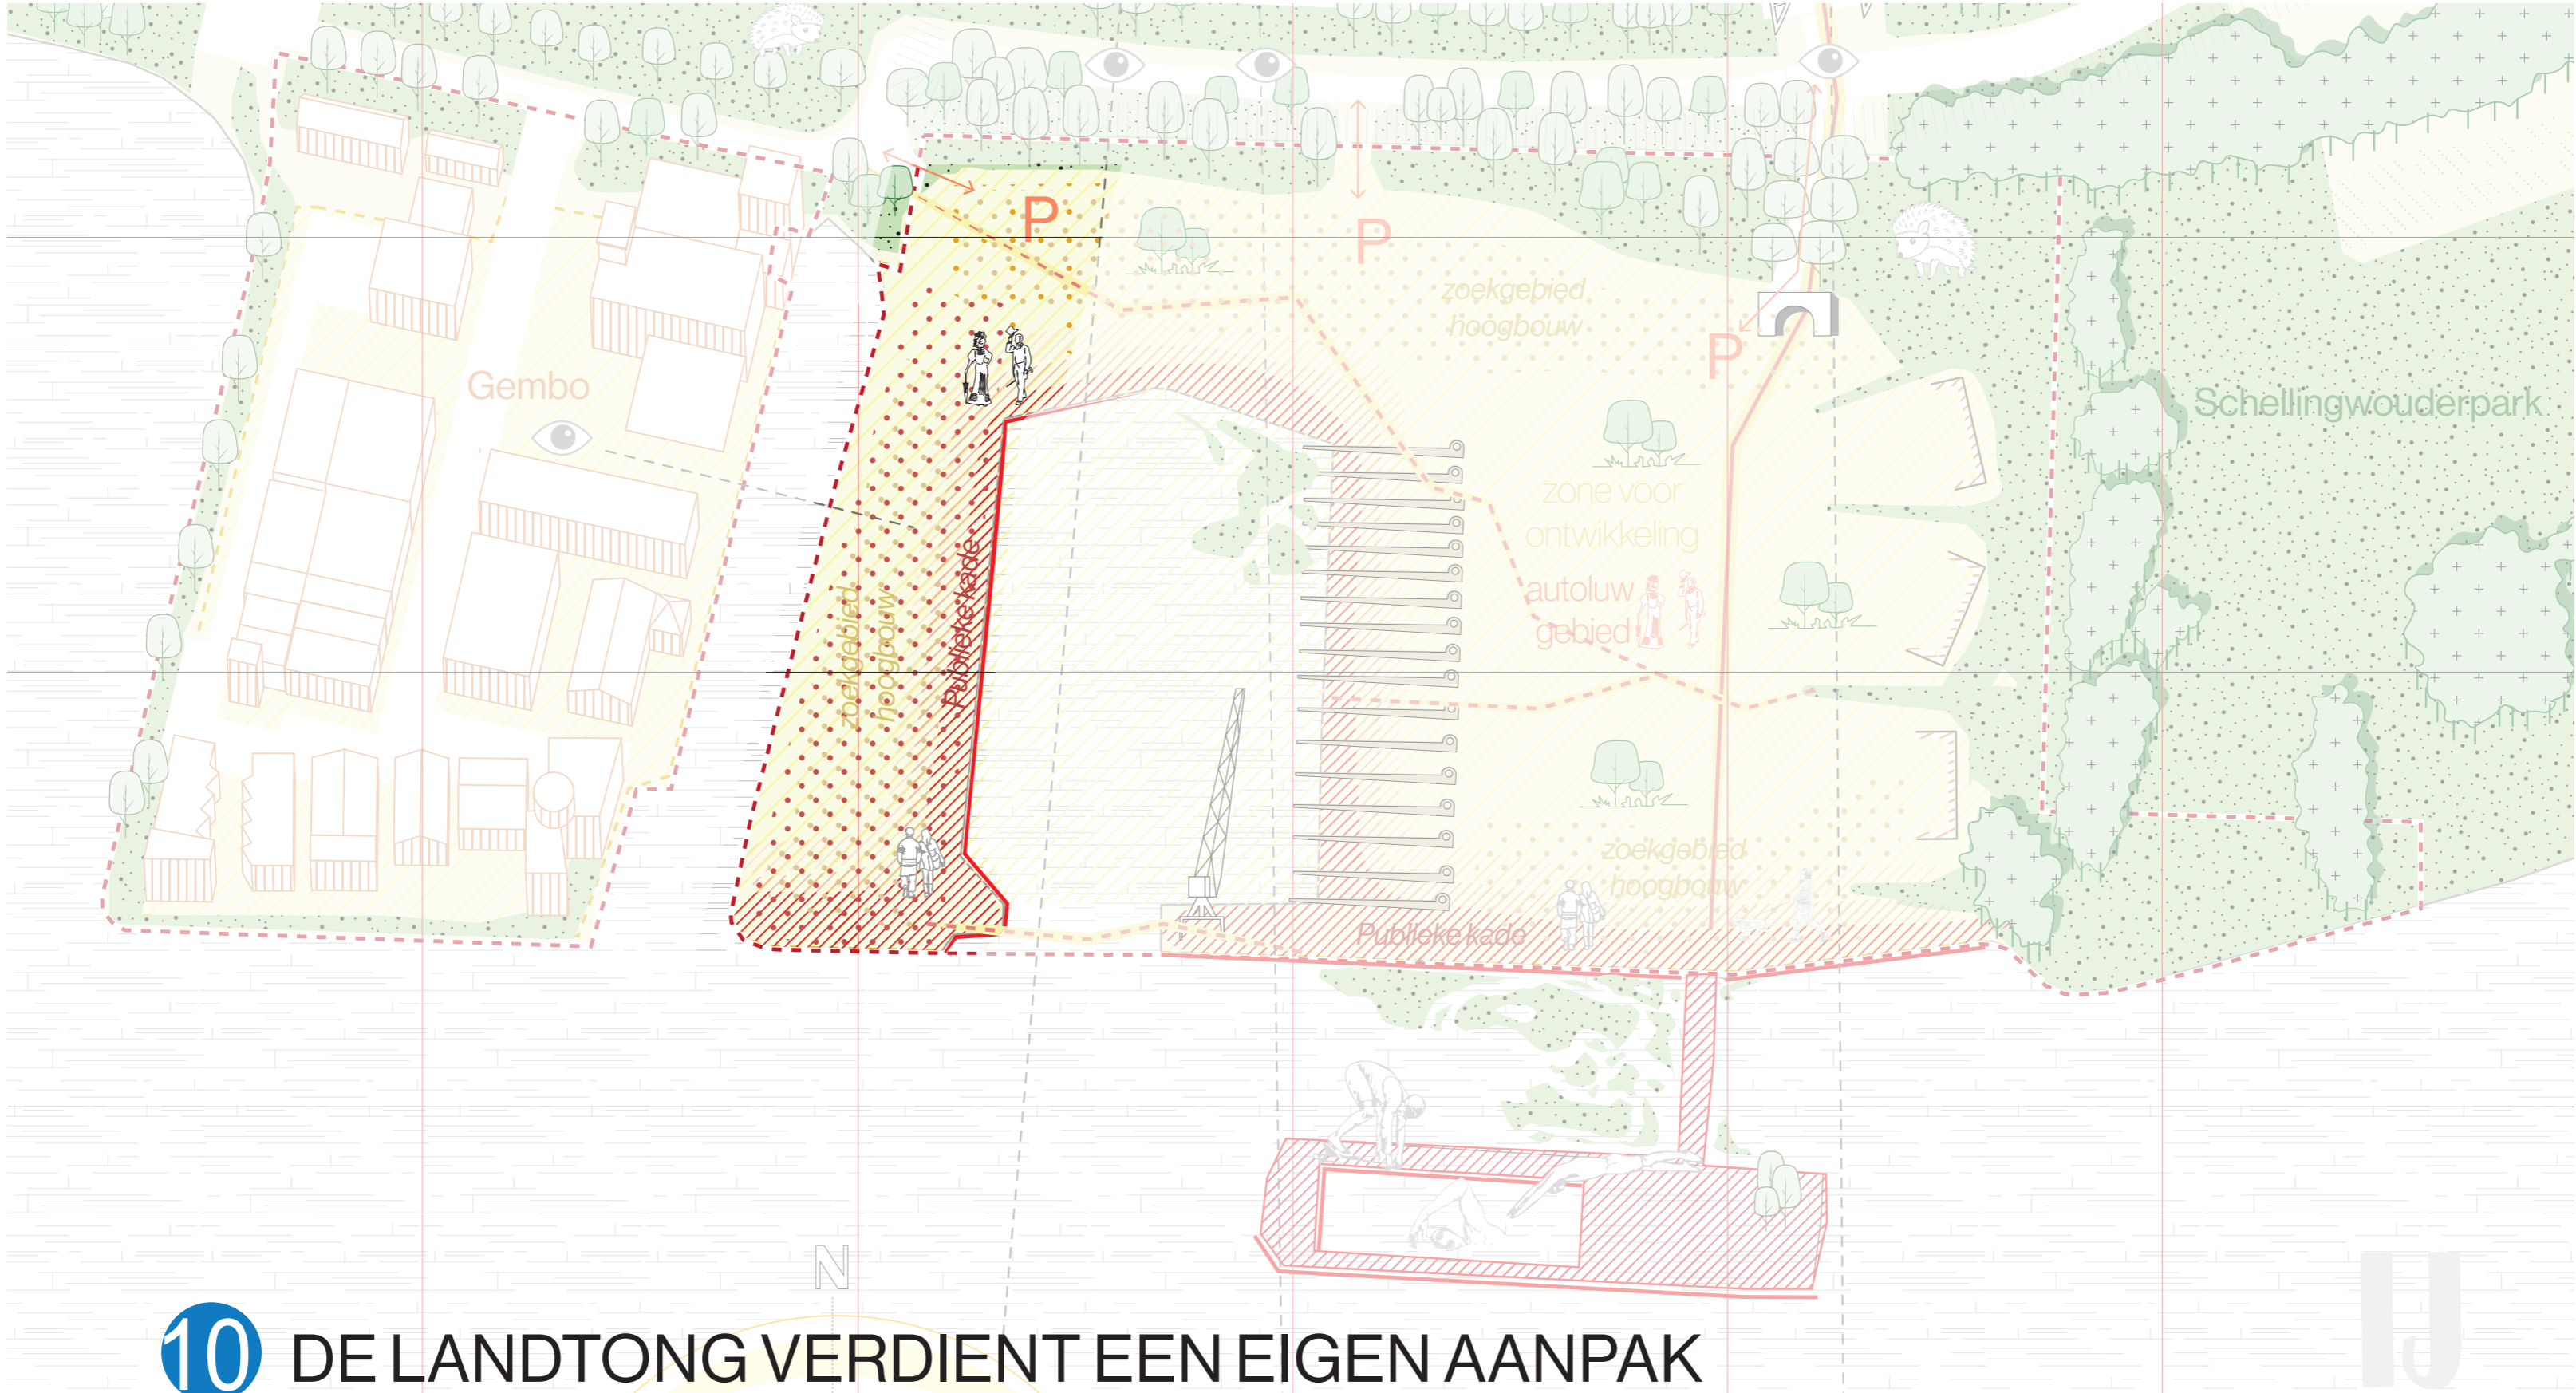 P
P
zoekgebied
hoogbouw
P
Gembo
Schellingwouderpark
zone voor
ontwikkeling
autoluw
gebied
Publieke kade
zoekgebied
hoogbouw
zoekgebied
hoogbouw
Publieke kade
N
IJ
10 DE LANDTONG VERDIENT EEN EIGEN AANPAK